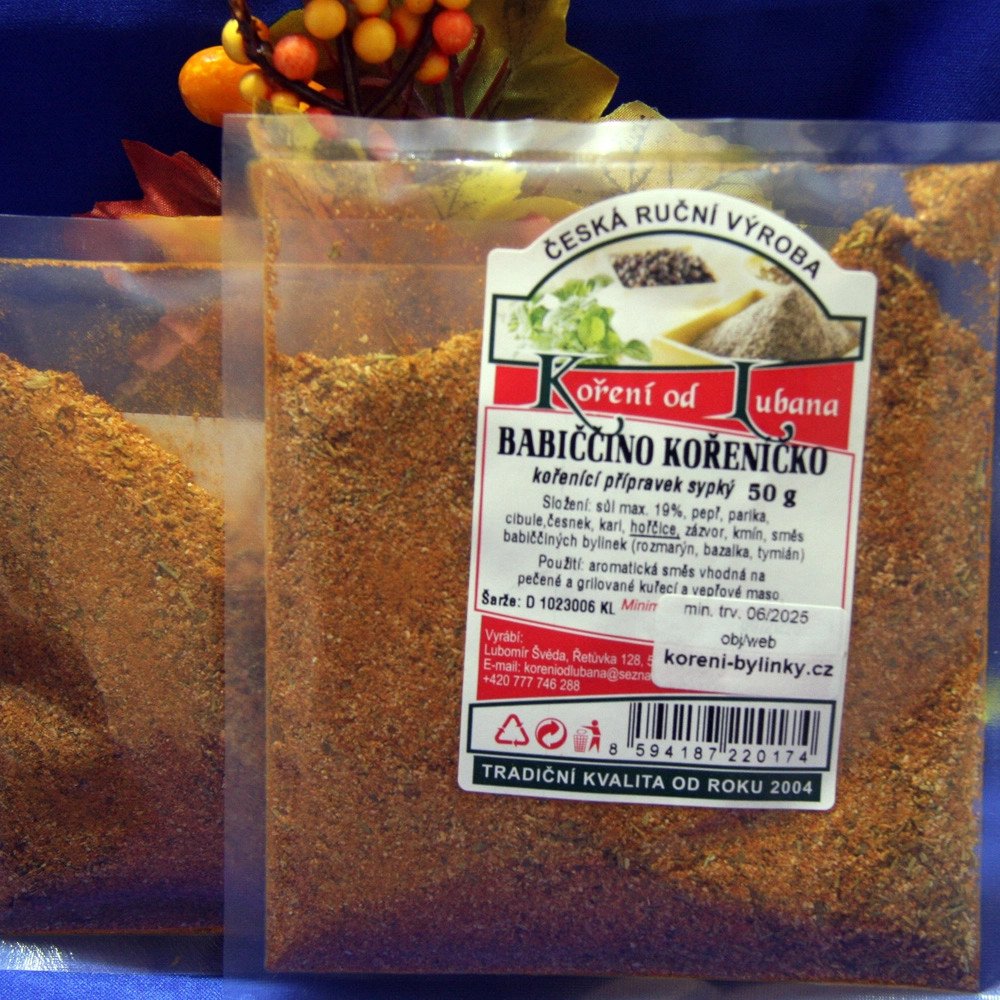 ČESKÁ RUČNÍ VÝROBA
Koření od Lubana
BABIČČINO KOŘENÍČKO
kořenící přípravek sypký 50 g
Složení: sůl max. 19%, pepř, parika,
cibule,česnek, kari, hořčice, zázvor, kmín, směs
babiččiných bylinek (rozmarýn, bazalka, tymián)
Použití: aromatická směs vhodná na
pečené a grilované kuřecí a vepřové maso
Šarže: D 1023006 KL
min. trv. 06/2025
obj/web
koreni-bylinky.cz
Vyrábí:
Lubomír Švéda, Řetůvka 128,
E-mail: koreniodlubana@sezna
+420 777 746 288
8 594187 220174
TRADIČNÍ KVALITA OD ROKU 2004